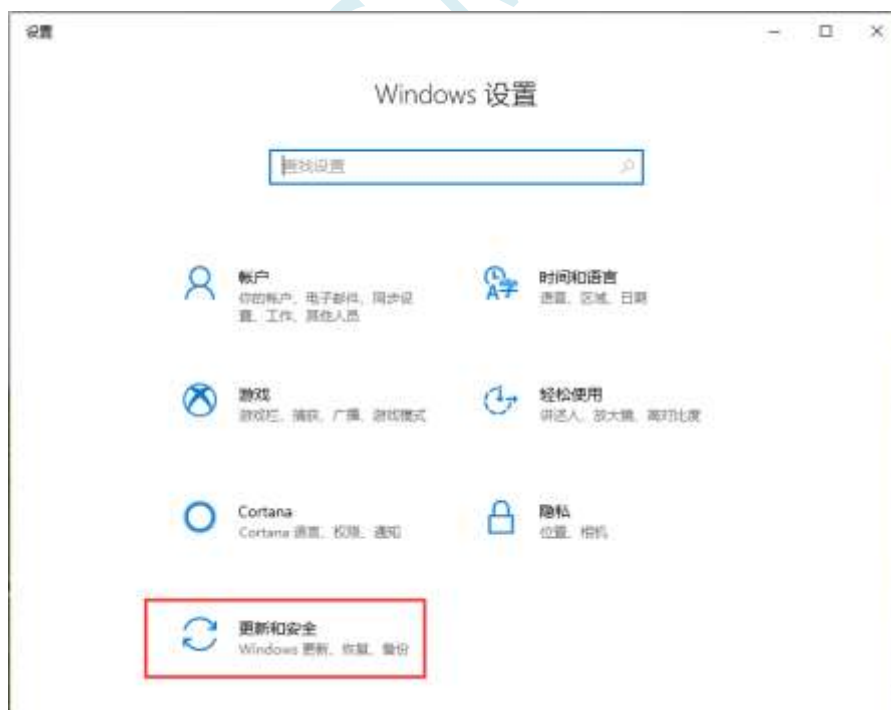 设置
Windows 设置
查找设置
帐户
你的帐户、电子邮件、同步设
置、工作、其他人员
时间和语言
语音、区域、日期
游戏
游戏栏、捕获、广播、游戏模式
轻松使用
讲述人、放大镜、高对比度
Cortana
Cortana 语言、权限、通知
隐私
位置、相机
更新和安全
Windows 更新、恢复、备份